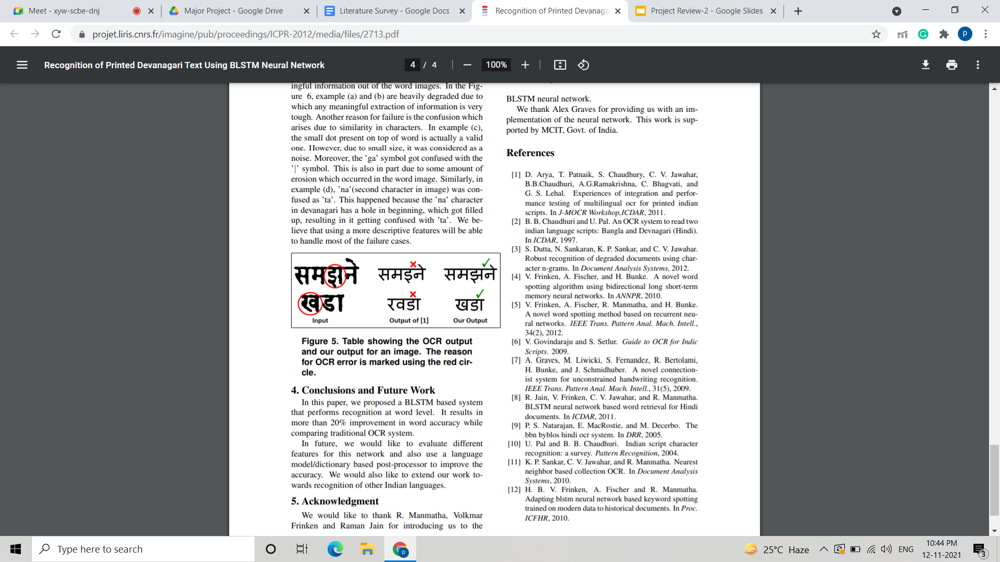 Meet - xyw-scbe-dnj
Major Project - Google Drive
Literature Survey - Google Docs
Recognition of Printed Devanaga
Project Review-2 - Google Slides
projet.liris.cnrs.fr/imagine/pub/proceedings/ICPR-2012/media/files/2713.pdf
p
Recognition of Printed Devanagari Text Using BLSTM Neural Network
4 / 4
100%
ingful information out of the word images. In the Fig-
ure 6, example (a) and (b) are heavily degraded due to
which any meaningful extraction of information is very
tough. Another reason for failure is the confusion which
arises due to similarity in characters. In example (c),
the small dot present on top of word is actually a valid
one. However, due to small size, it was considered as a
noise. Moreover, the 'ga' symbol got confused with the
'|' symbol. This is also in part due to some amount of
erosion which occurred in the word image. Similarly, in
example (d), 'na'(second character in image) was con-
fused as 'ta'. This happened because the 'na' character
in devanagari has a hole in beginning, which got filled
up, resulting in it getting confused with 'ta'. We be-
lieve that using a more descriptive features will be able
to handle most of the failure cases.
समझने समइने समझने
खडा रवडा खडा
Input Output of [1] Our Output
Figure 5. Table showing the OCR output
and our output for an image. The reason
for OCR error is marked using the red cir-
cle.
4. Conclusions and Future Work
In this paper, we proposed a BLSTM based system
that performs recognition at word level. It results in
more than 20% improvement in word accuracy while
comparing traditional OCR system.
In future, we would like to evaluate different
features for this network and also use a language
model/dictionary based post-processor to improve the
accuracy. We would also like to extend our work to-
wards recognition of other Indian languages.
5. Acknowledgment
We would like to thank R. Manmatha, Volkmar
Frinken and Raman Jain for introducing us to the
BLSTM neural network.
We thank Alex Graves for providing us with an im-
plementation of the neural network. This work is sup-
ported by MCIT, Govt. of India.
References
[1] D. Arya, T. Patnaik, S. Chaudhury, C. V. Jawahar,
B.B.Chaudhuri, A.G.Ramakrishna, C. Bhagvati, and
G. S. Lehal. Experiences of integration and perfor-
mance testing of multilingual ocr for printed indian
scripts. In J-MOCR Workshop,ICDAR, 2011.
[2] B. B. Chaudhuri and U. Pal. An OCR system to read two
indian language scripts: Bangla and Devnagari (Hindi).
In ICDAR, 1997.
[3] S. Dutta, N. Sankaran, K. P. Sankar, and C. V. Jawahar.
Robust recognition of degraded documents using char-
acter n-grams. In Document Analysis Systems, 2012.
[4] V. Frinken, A. Fischer, and H. Bunke. A novel word
spotting algorithm using bidirectional long short-term
memory neural networks. In ANNPR, 2010.
[5] V. Frinken, A. Fischer, R. Manmatha, and H. Bunke.
A novel word spotting method based on recurrent neu-
ral networks. IEEE Trans. Pattern Anal. Mach. Intell.,
34(2), 2012.
[6] V. Govindaraju and S. Setlur. Guide to OCR for Indic
Scripts. 2009.
[7] A. Graves, M. Liwicki, S. Fernandez, R. Bertolami,
H. Bunke, and J. Schmidhuber. A novel connection-
ist system for unconstrained handwriting recognition.
IEEE Trans. Pattern Anal. Mach. Intell., 31(5), 2009.
[8] R. Jain, V. Frinken, C. V. Jawahar, and R. Manmatha.
BLSTM neural network based word retrieval for Hindi
documents. In ICDAR, 2011.
[9] P. S. Natarajan, E. MacRostie, and M. Decerbo. The
bbn byblos hindi ocr system. In DRR, 2005.
[10] U. Pal and B. B. Chaudhuri. Indian script character
recognition: a survey. Pattern Recognition, 2004.
[11] K. P. Sankar, C. V. Jawahar, and R. Manmatha. Nearest
neighbor based collection OCR. In Document Analysis
Systems, 2010.
[12] H. B. V. Frinken, A. Fischer and R. Manmatha.
Adapting blstm neural network based keyword spotting
trained on modern data to historical documents. In Proc.
ICFHR, 2010.
Type here to search
p
25°C Haze
ENG
10:44 PM
12-11-2021
3